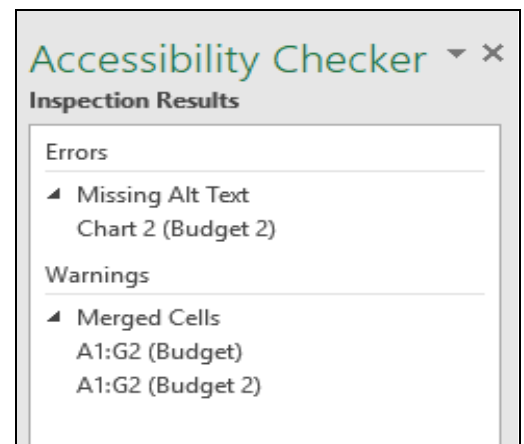 Accessibility Checker
Inspection Results
Errors
Missing Alt Text
Chart 2 (Budget 2)
Warnings
Merged Cells
A1:G2 (Budget)
A1:G2 (Budget 2)